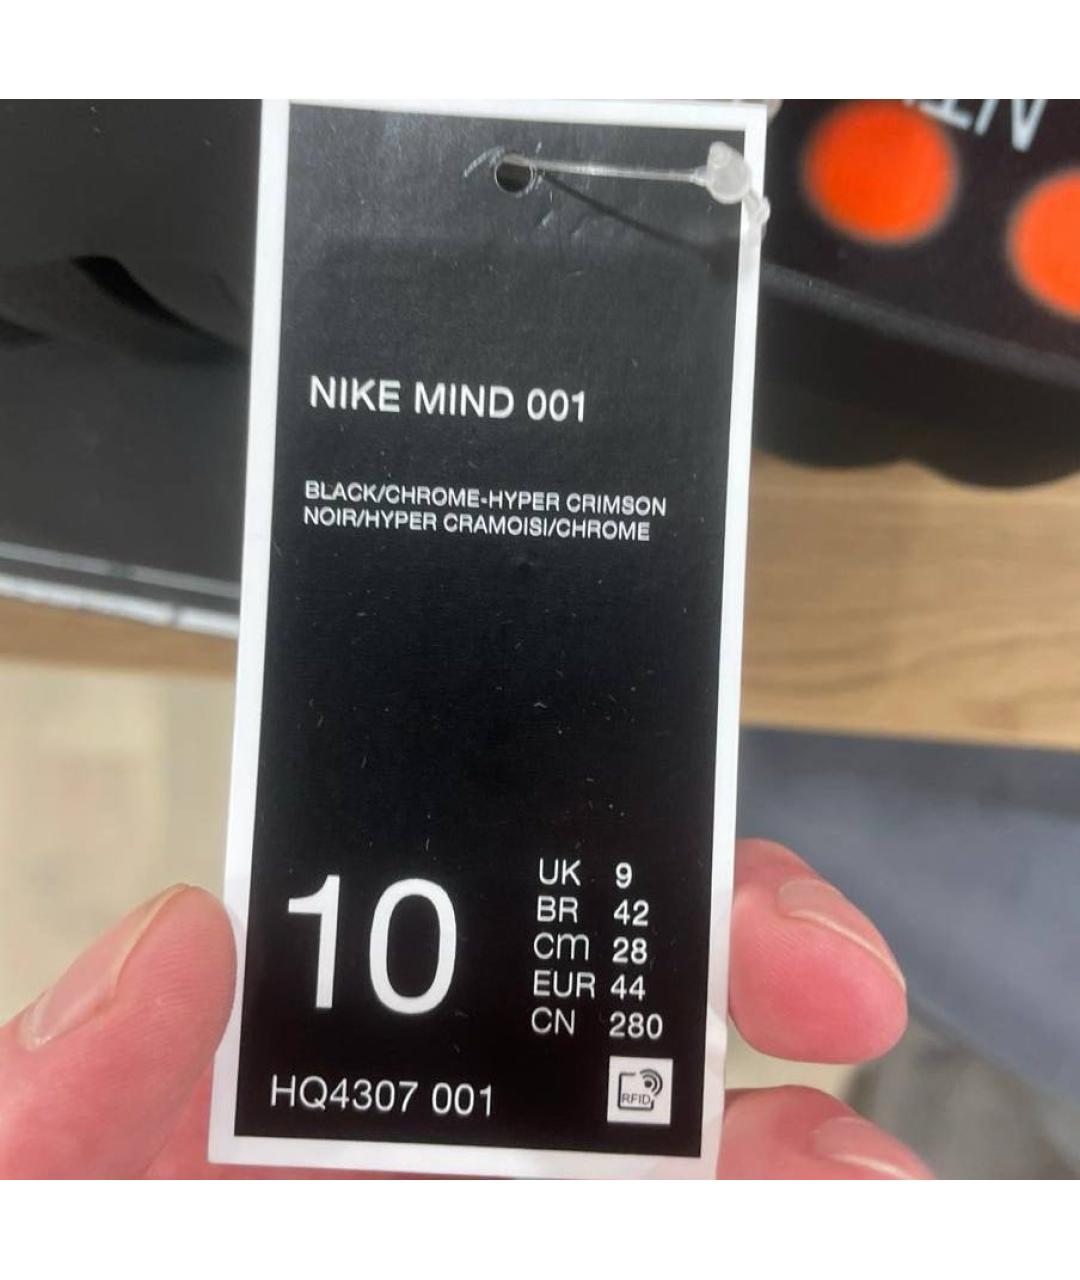 NIKE MIND 001
BLACK/CHROME-HYPER CRIMSON
NOIR/HYPER CRAMOISI/CHROME
10
UK 9
BR 42
cm 28
EUR 44
CN 280
HQ4307 001
RFID